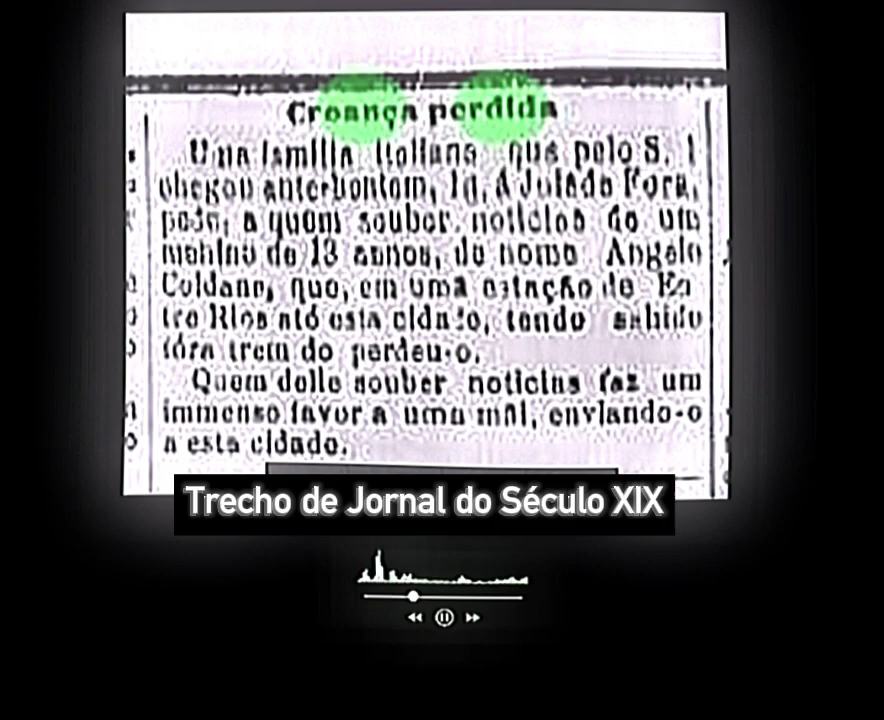 Creança perdida
Uma familia italiana que pelo S. 1
chegou antehontem, 1d, á Juiz de Fora,
pede, a quem souber noticias de um
menino de 13 annos, de nome Angelo
Coldano, que, em uma estação de En
tre Rios até esta cidade, tendo sahido
fóra trem do perdeu-o.
Quem delle souber noticias faz um
immenso favor a uma mãi, enviando-o
a esta cidade.
Trecho de Jornal do Século XIX